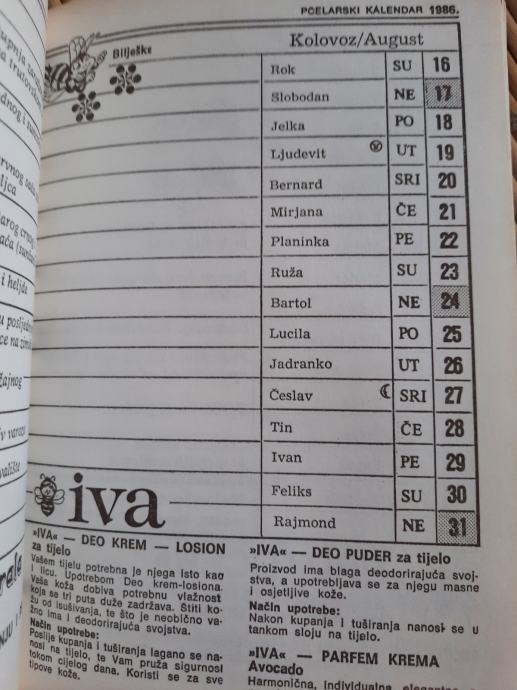 PČELARSKI KALENDAR 1986.
Bilješke
Kolovoz/August
Rok SU 16
Slobodan NE 17
Jelka PO 18
Ljudevit UT 19
Bernard SRI 20
Mirjana ČE 21
Planinka PE 22
Ruža SU 23
Bartol NE 24
Lucila PO 25
Jadranko UT 26
Česlav SRI 27
Tin ČE 28
Ivan PE 29
Feliks SU 30
Rajmond NE 31
iva
»IVA« — DEO KREM — LOSION
za tijelo
Vašem tijelu potrebna je njega isto kao
i licu. Upotrebom Deo krem-losiona.
Vaša koža dobiva potrebnu vlažnost
koja se tri puta duže zadržava. Štiti ko-
žu od isušivanja, te što je neobično va-
žno ima i deodorirajuća svojstva.
Način upotrebe:
Poslije kupanja i tuširanja lagano se na-
nosi na tijelo, te Vam pruža sigurnost
tokom cijelog dana. Koristi se za sve
tipove kože.
»IVA« — DEO PUDER za tijelo
Proizvod ima blaga deodorirajuća svoj-
stva, a upotrebljava se za njegu masne
i osjetljive kože.
Način upotrebe:
Nakon kupanja i tuširanja nanosi se u
tankom sloju na tijelo.
»IVA« — PARFEM KREMA
Avocado
Harmonična, individualna,